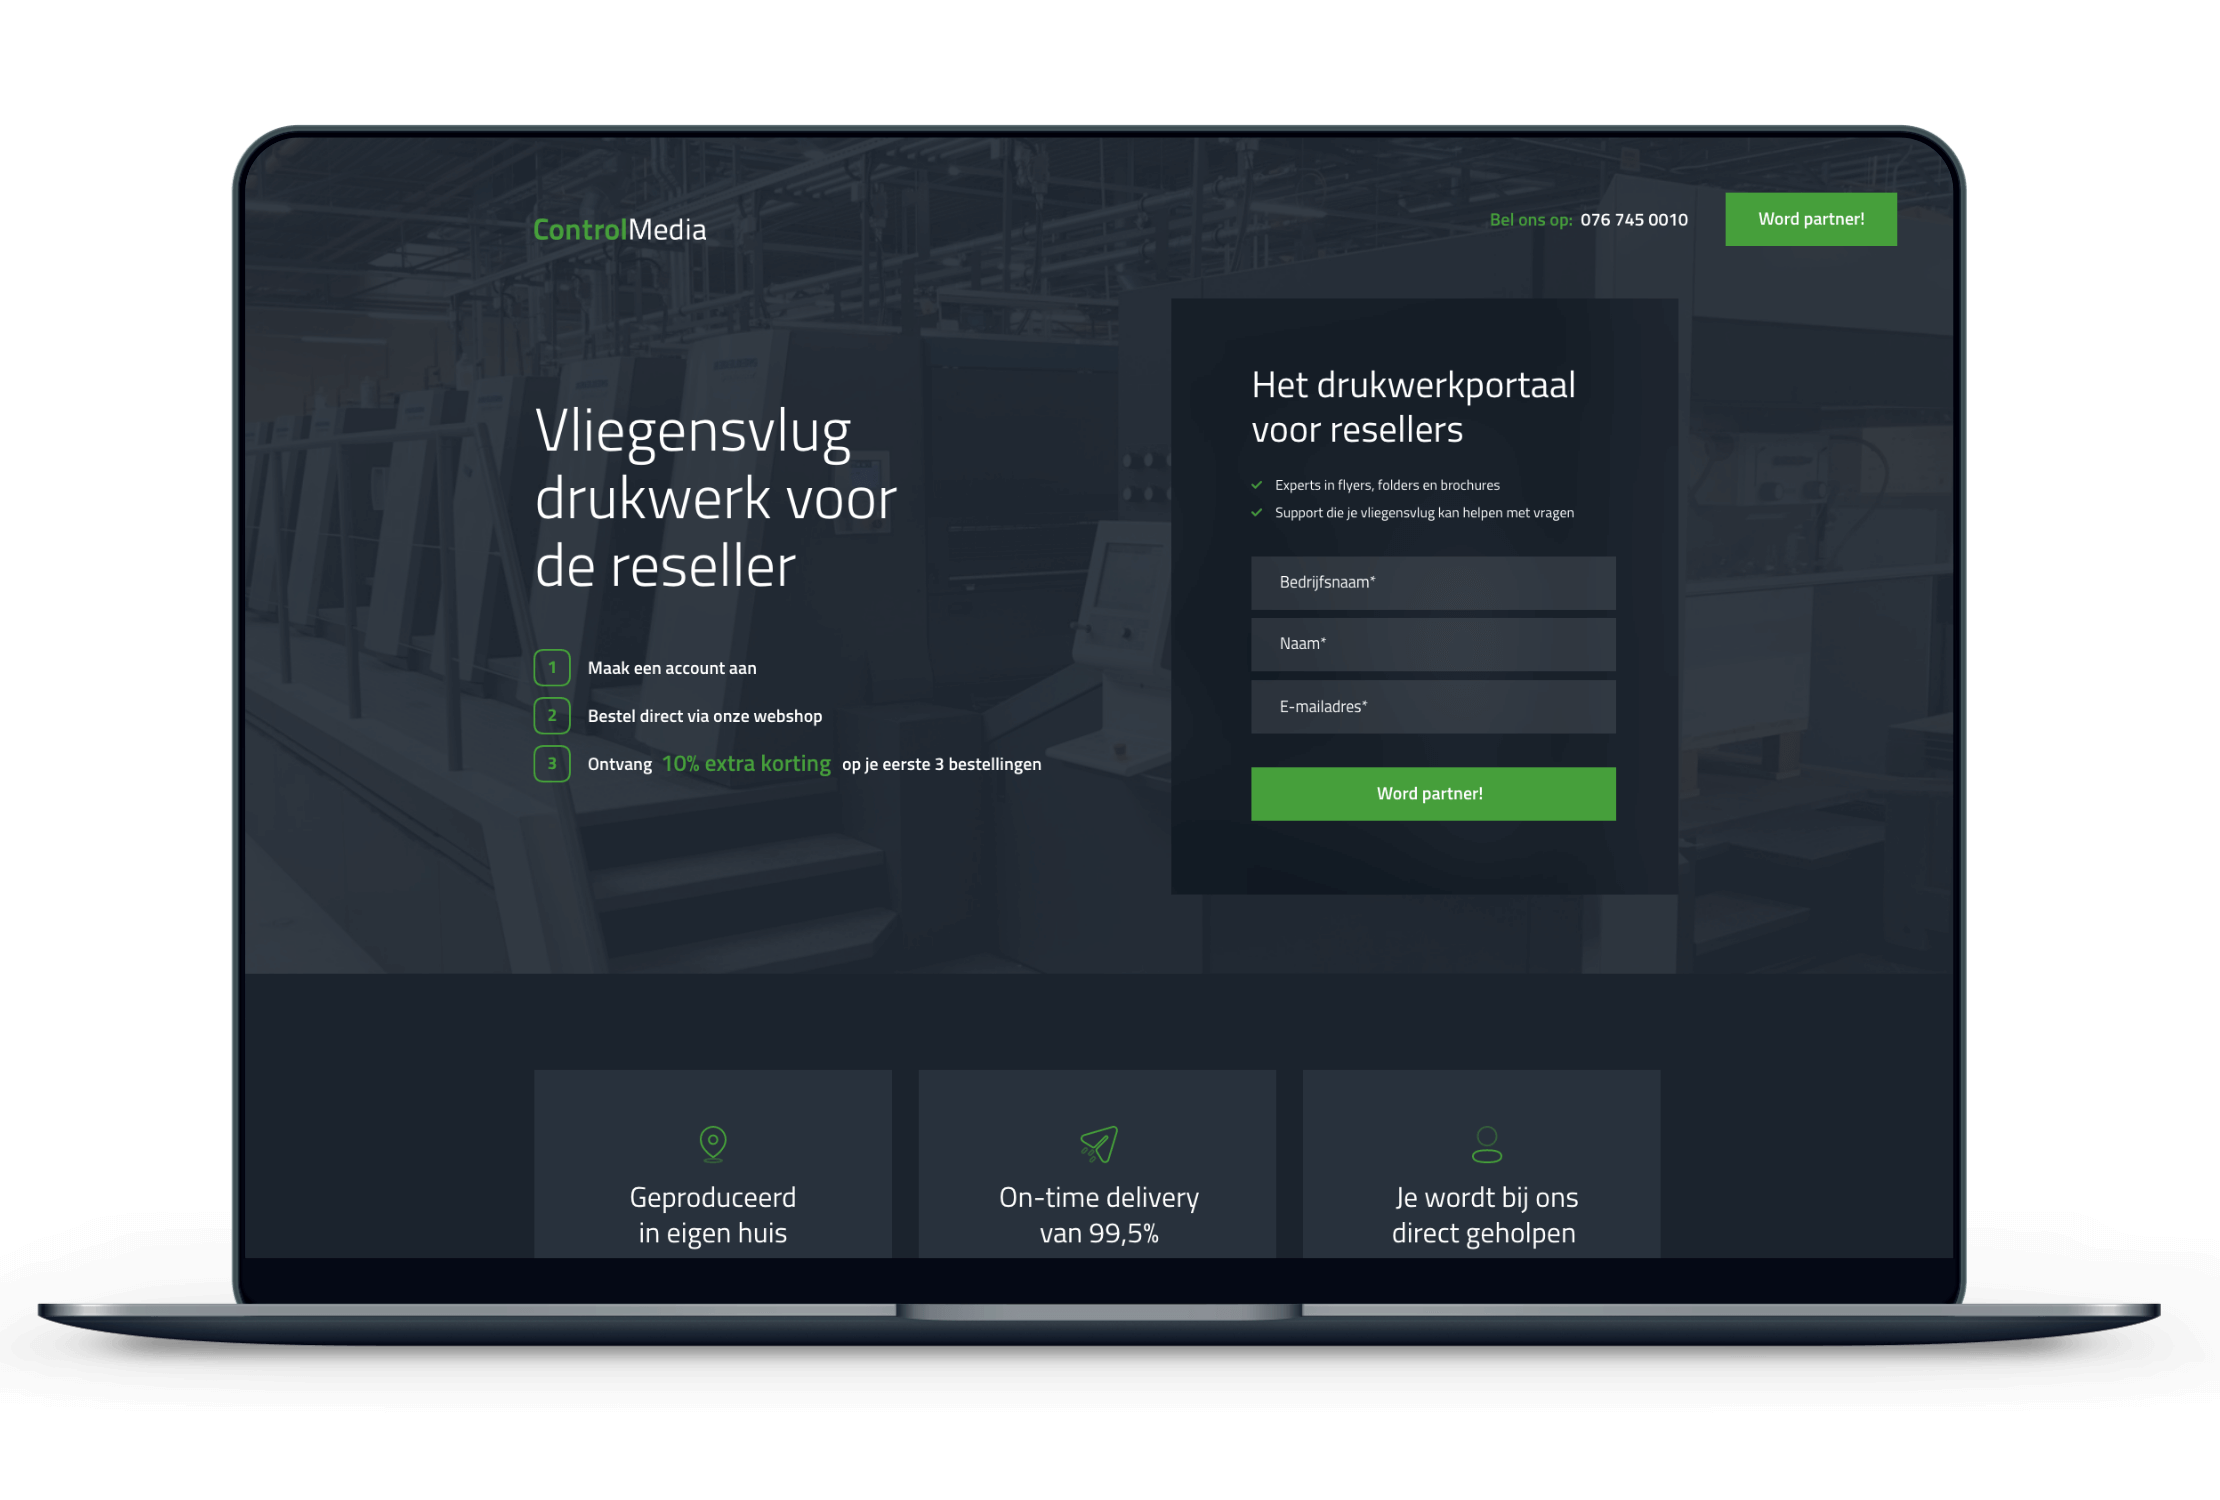 ControlMedia
Bel ons op: 076 745 0010
Word partner!
Vliegensvlug
drukwerk voor
de reseller
1 Maak een account aan
2 Bestel direct via onze webshop
3 Ontvang 10% extra korting op je eerste 3 bestellingen
Het drukwerkportaal
voor resellers
Experts in flyers, folders en brochures
Support die je vliegensvlug kan helpen met vragen
Bedrijfsnaam*
Naam*
E-mailadres*
Word partner!
Geproduceerd
in eigen huis
On-time delivery
van 99,5%
Je wordt bij ons
direct geholpen